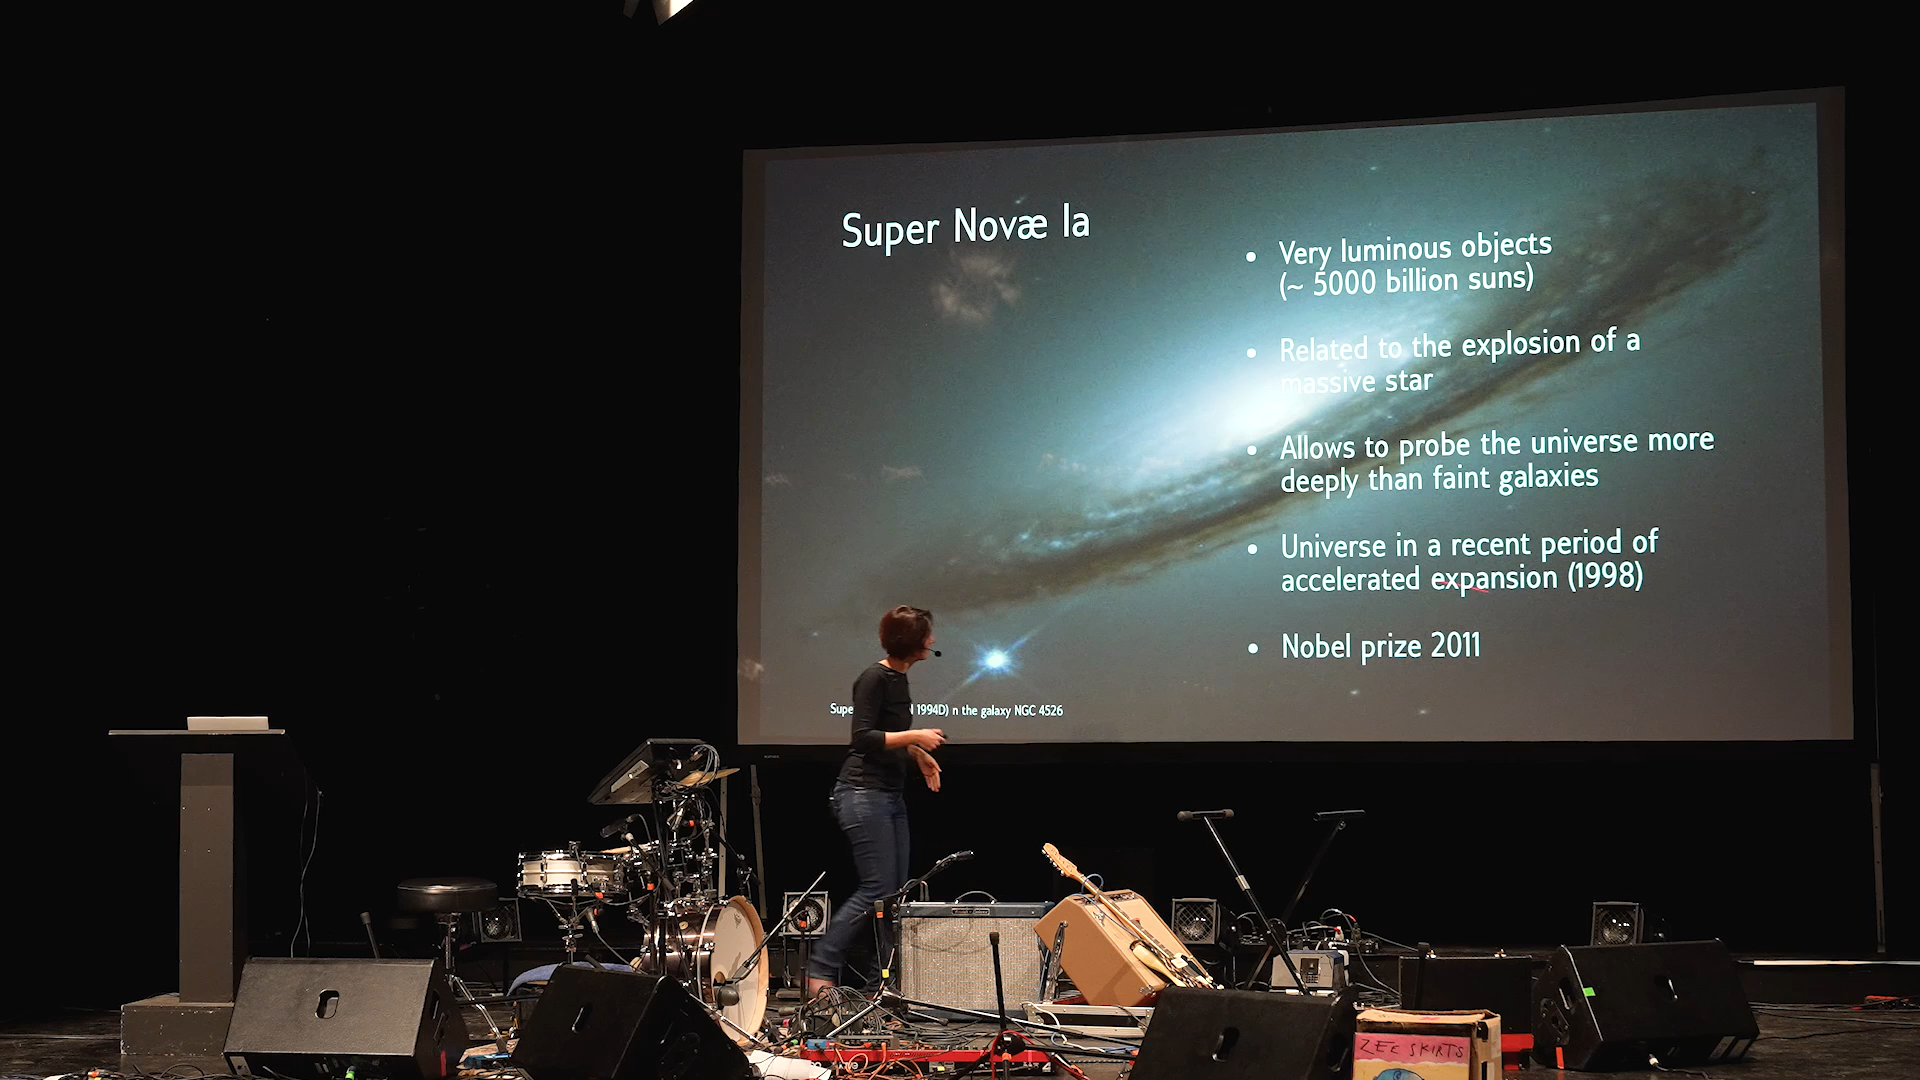 Super Novæ Ia
• Very luminous objects
(~ 5000 billion suns)
• Related to the explosion of a
massive star
• Allows to probe the universe more
deeply than faint galaxies
• Universe in a recent period of
accelerated expansion (1998)
• Nobel prize 2011
1994D) n the galaxy NGC 4526
ZEE SKIRTS